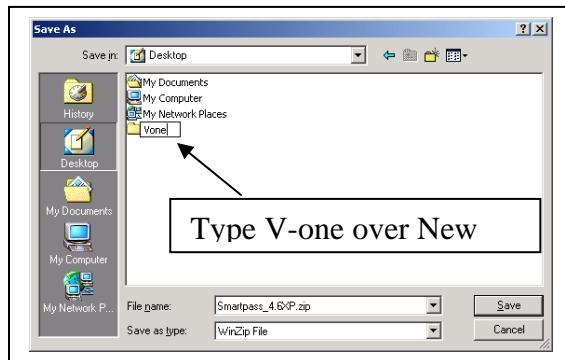 Save As
Save in: Desktop
My Documents
My Computer
My Network Places
Vone
History
Desktop
My Documents
My Computer
My Network P...
Type V-one over New
File name: Smartpass_4.6XP.zip Save
Save as type: WinZip File Cancel